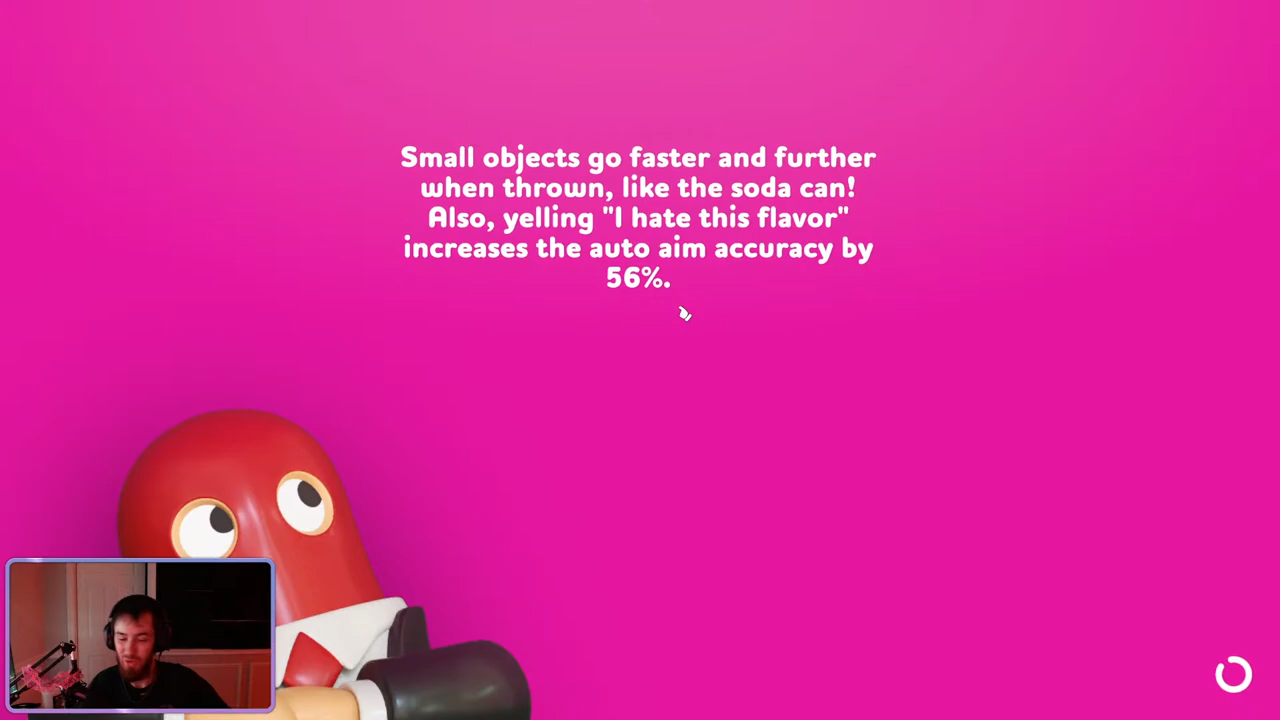 Small objects go faster and further
when thrown, like the soda can!
Also, yelling "I hate this flavor"
increases the auto aim accuracy by
56%.